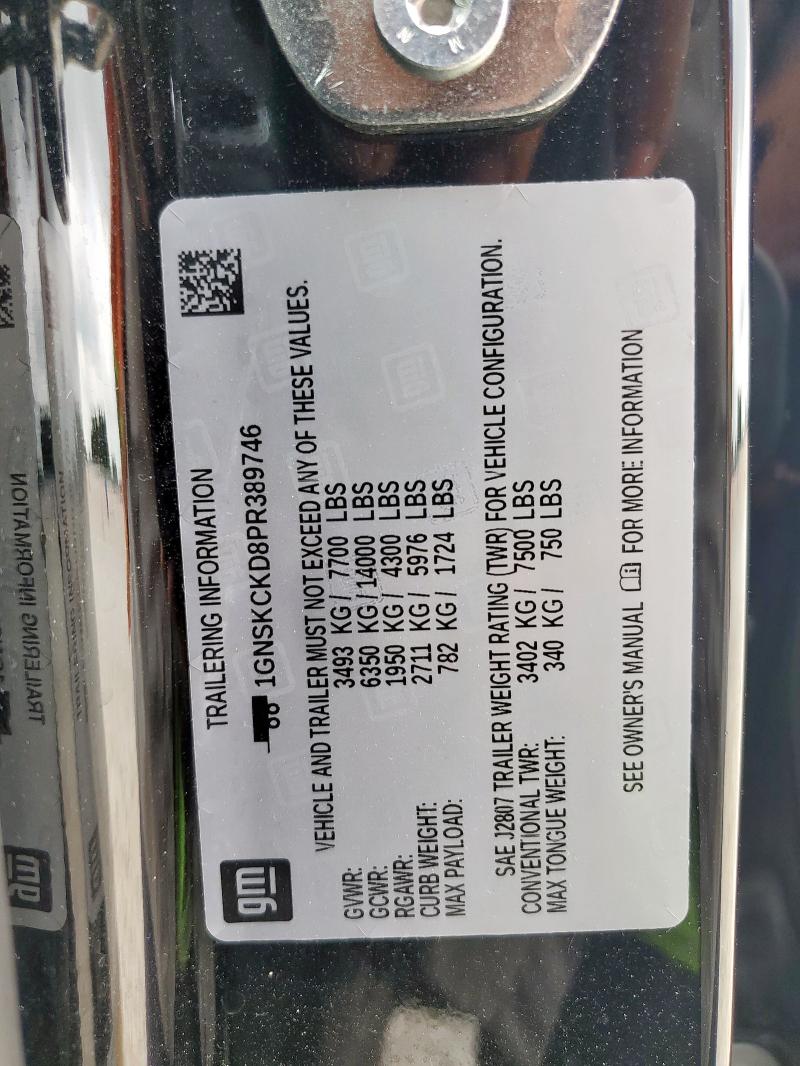 gm
TRAILERING INFORMATION
1GNSKCKD8PR389746
VEHICLE AND TRAILER MUST NOT EXCEED ANY OF THESE VALUES.
GVWR: 3493 KG / 7700 LBS
GCWR: 6350 KG / 14000 LBS
RGAWR: 1950 KG / 4300 LBS
CURB WEIGHT: 2711 KG / 5976 LBS
MAX PAYLOAD: 782 KG / 1724 LBS
SAE J2807 TRAILER WEIGHT RATING (TWR) FOR VEHICLE CONFIGURATION.
CONVENTIONAL TWR: 3402 KG / 7500 LBS
MAX TONGUE WEIGHT: 340 KG / 750 LBS
SEE OWNER'S MANUAL FOR MORE INFORMATION
TRAILERING INFORMATION
gm